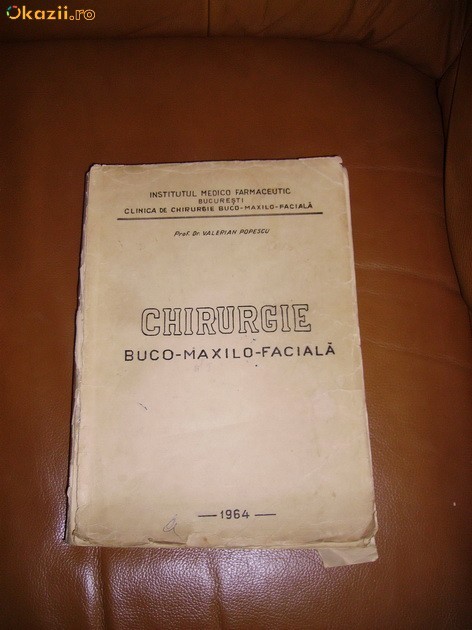 Okazii.ro
INSTITUTUL MEDICO FARMACEUTIC
BUCUREȘTI
CLINICA DE CHIRURGIE BUCO-MAXILO-FACIALĂ
Prof. Dr. VALERIAN POPESCU
CHIRURGIE
BUCO-MAXILO-FACIALĂ
—1964—